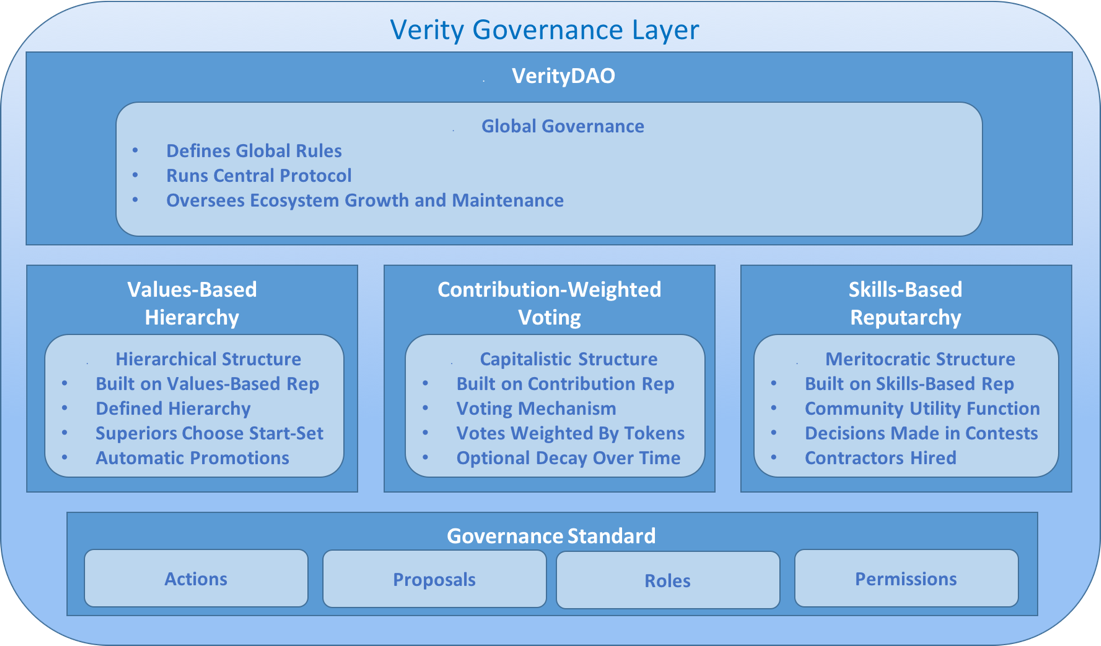 Verity Governance Layer
VerityDAO
Global Governance
• Defines Global Rules
• Runs Central Protocol
• Oversees Ecosystem Growth and Maintenance
Values-Based
Hierarchy
Hierarchical Structure
• Built on Values-Based Rep
• Defined Hierarchy
• Superiors Choose Start-Set
• Automatic Promotions
Contribution-Weighted
Voting
Capitalistic Structure
• Built on Contribution Rep
• Voting Mechanism
• Votes Weighted By Tokens
• Optional Decay Over Time
Skills-Based
Reputarchy
Meritocratic Structure
• Built on Skills-Based Rep
• Community Utility Function
• Decisions Made in Contests
• Contractors Hired
Governance Standard
Actions
Proposals
Roles
Permissions